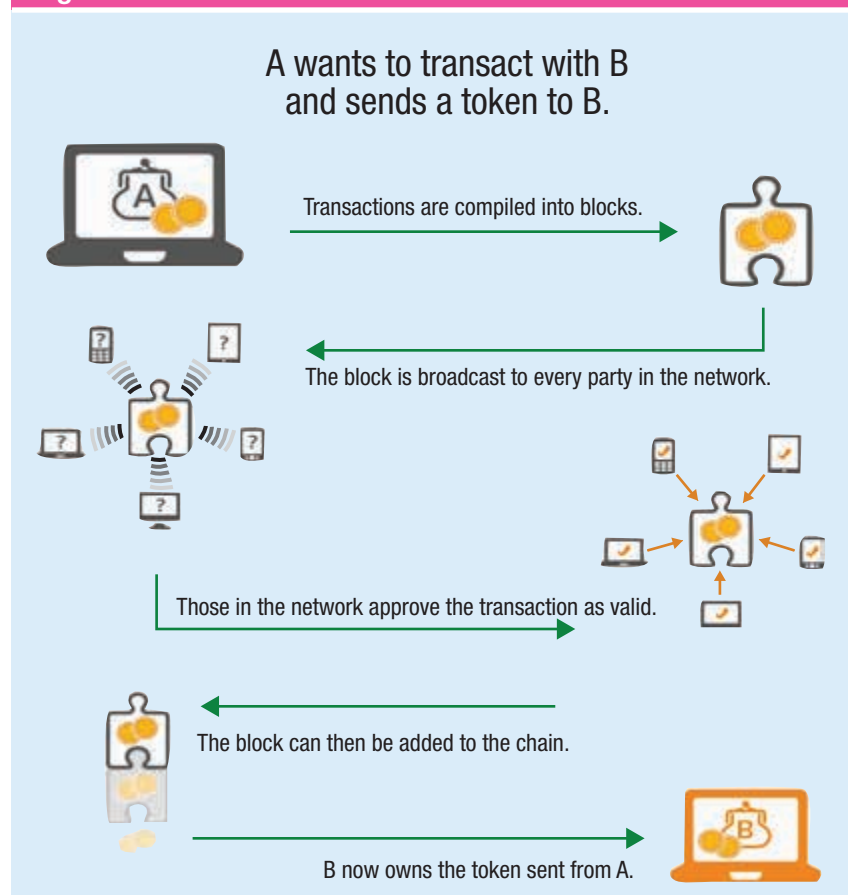 A wants to transact with B
and sends a token to B.
A
Transactions are compiled into blocks.
? ?
The block is broadcast to every party in the network.
? ?
?
Those in the network approve the transaction as valid.
The block can then be added to the chain.
B
B now owns the token sent from A.